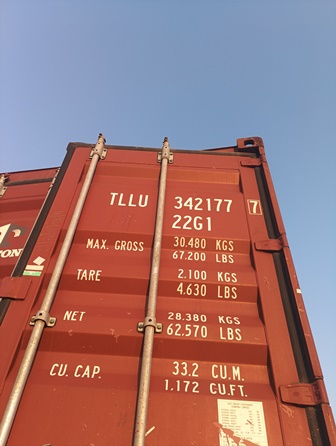 TLLU 342177 7
22G1
MAX. GROSS 30.480 KGS
67.200 LBS
TARE 2.100 KGS
4.630 LBS
NET 28.380 KGS
62.570 LBS
CU. CAP. 33.2 CU.M.
1.172 CU.FT.